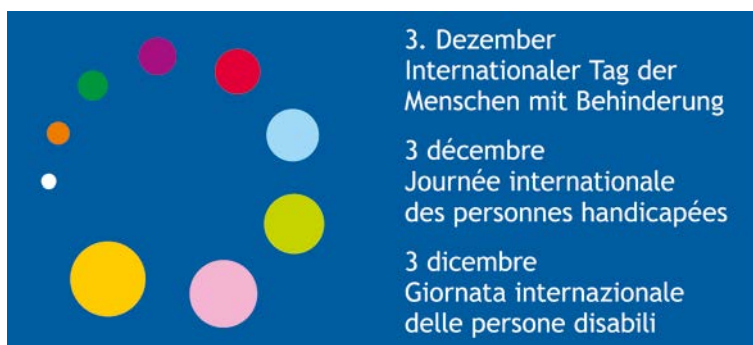 3. Dezember
Internationaler Tag der
Menschen mit Behinderung
3 décembre
Journée internationale
des personnes handicapées
3 dicembre
Giornata internazionale
delle persone disabili